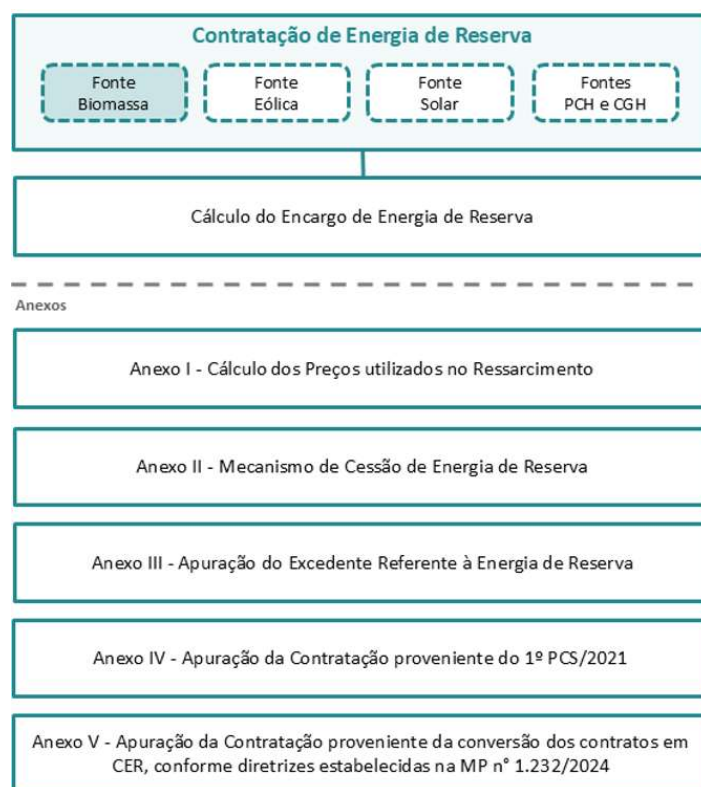 Contratação de Energia de Reserva
Fonte
Biomassa
Fonte
Eólica
Fonte
Solar
Fontes
PCH e CGH
Cálculo do Encargo de Energia de Reserva
Anexos
Anexo I - Cálculo dos Preços utilizados no Ressarcimento
Anexo II - Mecanismo de Cessão de Energia de Reserva
Anexo III - Apuração do Excedente Referente à Energia de Reserva
Anexo IV - Apuração da Contratação proveniente do 1º PCS/2021
Anexo V - Apuração da Contratação proveniente da conversão dos contratos em
CER, conforme diretrizes estabelecidas na MP n° 1.232/2024